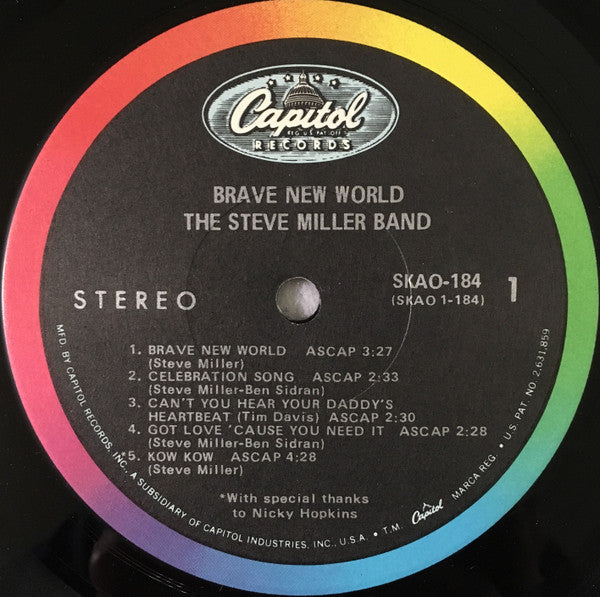 Capitol
REG. U.S. PAT. OFF.
RECORDS
BRAVE NEW WORLD
THE STEVE MILLER BAND
STEREO
SKAO-184
(SKAO 1-184)
1
1. BRAVE NEW WORLD ASCAP 3:27
(Steve Miller)
2. CELEBRATION SONG ASCAP 2:33
(Steve Miller-Ben Sidran)
3. CAN'T YOU HEAR YOUR DADDY'S
HEARTBEAT (Tim Davis) ASCAP 2:30
4. GOT LOVE 'CAUSE YOU NEED IT ASCAP 2:28
(Steve Miller-Ben Sidran)
*5. KOW KOW ASCAP 4:28
(Steve Miller)
*With special thanks
to Nicky Hopkins
MFD. BY CAPITOL RECORDS, INC., A SUBSIDIARY OF CAPITOL INDUSTRIES, INC., U.S.A. • T.M. Capitol MARCA REG. • U.S. PAT. NO. 2,631,859